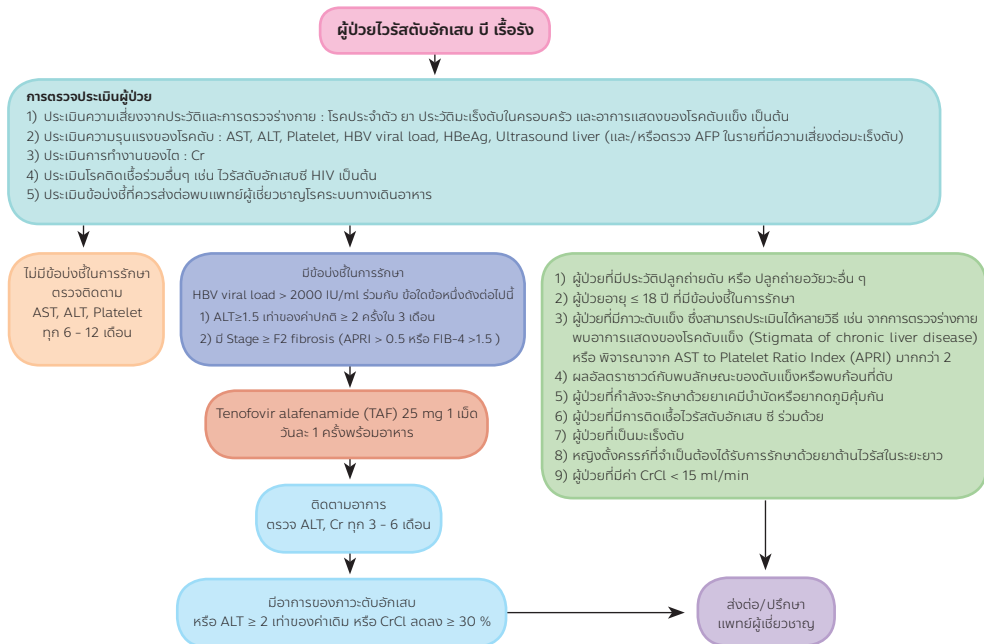 ผู้ป่วยไวรัสตับอักเสบ บี เรื้อรัง
การตรวจประเมินผู้ป่วย
1) ประเมินความเสี่ยงจากประวัติและการตรวจร่างกาย : โรคประจำตัว ยา ประวัติมะเร็งตับในครอบครัว และอาการแสดงของโรคตับแข็ง เป็นต้น
2) ประเมินความรุนแรงของโรคตับ : AST, ALT, Platelet, HBV viral load, HBeAg, Ultrasound liver (และ/หรือตรวจ AFP ในรายที่มีความเสี่ยงต่อมะเร็งตับ)
3) ประเมินการทำงานของไต : Cr
4) ประเมินโรคติดเชื้อร่วมอื่นๆ เช่น ไวรัสตับอักเสบซี HIV เป็นต้น
5) ประเมินข้อบ่งชี้ที่ควรส่งต่อพบแพทย์ผู้เชี่ยวชาญโรคระบบทางเดินอาหาร
ไม่มีข้อบ่งชี้ในการรักษา
ตรวจติดตาม
AST, ALT, Platelet
ทุก 6 - 12 เดือน
มีข้อบ่งชี้ในการรักษา
HBV viral load > 2000 IU/ml ร่วมกับ ข้อใดข้อหนึ่งดังต่อไปนี้
1) ALT≥1.5 เท่าของค่าปกติ ≥ 2 ครั้งใน 3 เดือน
2) มี Stage ≥ F2 fibrosis (APRI > 0.5 หรือ FIB-4 >1.5 )
Tenofovir alafenamide (TAF) 25 mg 1 เม็ด
วันละ 1 ครั้งพร้อมอาหาร
ติดตามอาการ
ตรวจ ALT, Cr ทุก 3 - 6 เดือน
มีอาการของภาวะตับอักเสบ
หรือ ALT ≥ 2 เท่าของค่าเดิม หรือ CrCl ลดลง ≥ 30 %
1) ผู้ป่วยที่มีประวัติปลูกถ่ายตับ หรือ ปลูกถ่ายอวัยวะอื่น ๆ
2) ผู้ป่วยอายุ ≤ 18 ปี ที่มีข้อบ่งชี้ในการรักษา
3) ผู้ป่วยที่มีภาวะตับแข็ง ซึ่งสามารถประเมินได้หลายวิธี เช่น จากการตรวจร่างกาย
พบอาการแสดงของโรคตับแข็ง (Stigmata of chronic liver disease)
หรือ พิจารณาจาก AST to Platelet Ratio Index (APRI) มากกว่า 2
4) ผลอัลตราซาวด์กับพบลักษณะของตับแข็งหรือพบก้อนที่ตับ
5) ผู้ป่วยที่กำลังจะรักษาด้วยยาเคมีบำบัดหรือยากดภูมิคุ้มกัน
6) ผู้ป่วยที่มีการติดเชื้อไวรัสตับอักเสบ ซี ร่วมด้วย
7) ผู้ป่วยที่เป็นมะเร็งตับ
8) หญิงตั้งครรภ์ที่จำเป็นต้องได้รับการรักษาด้วยยาต้านไวรัสในระยะยาว
9) ผู้ป่วยที่มีค่า CrCl < 15 ml/min
ส่งต่อ/ปรึกษา
แพทย์ผู้เชี่ยวชาญ